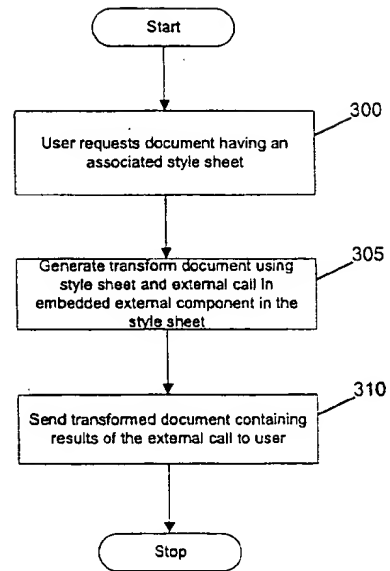 Start
300
User requests document having an
associated style sheet
305
Generate transform document using
style sheet and external call in
embedded external component in the
style sheet
310
Send transformed document containing
results of the external call to user
Stop